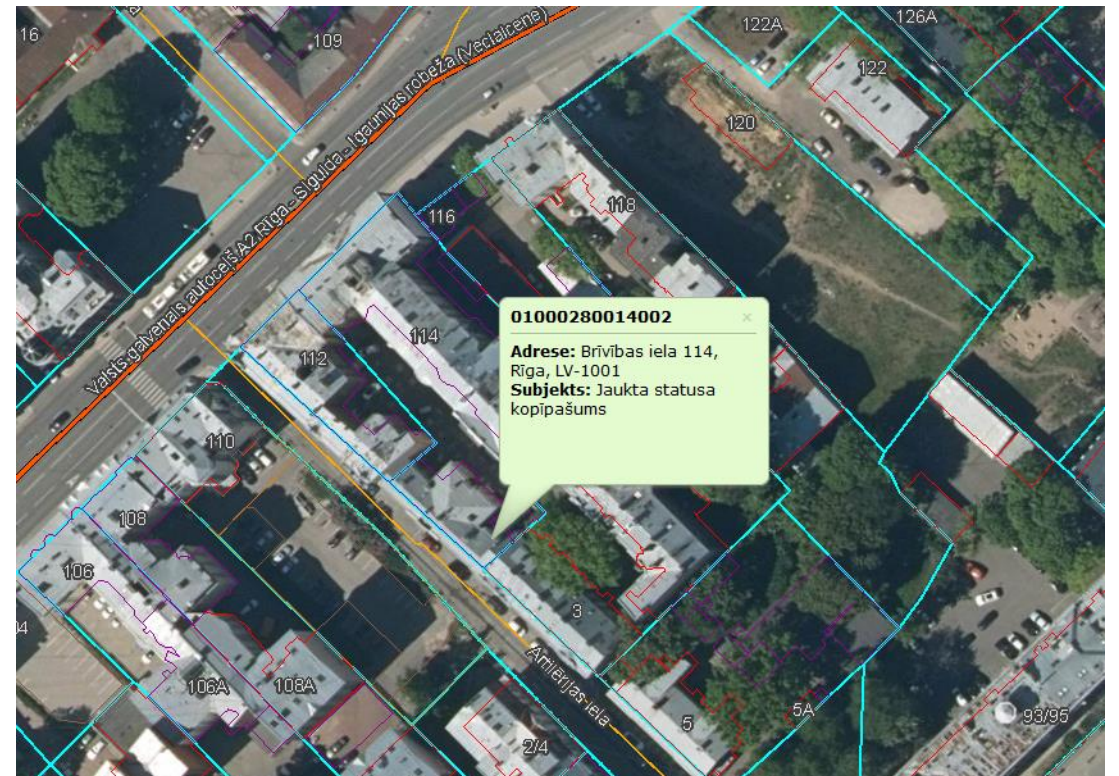 16
109
122A
126A
122
120
Valsts galvenais autoceļš A2 Rīga - Sigulda - Igaunijas robeža (Veclaicene)
118
116
114
112
110
108
106
106A
108A
01000280014002
×
Adrese: Brīvības iela 114,
Rīga, LV-1001
Subjekts: Jaukta statusa
kopīpašums
3
Artilērijas iela
5
5A
2/4
93/95